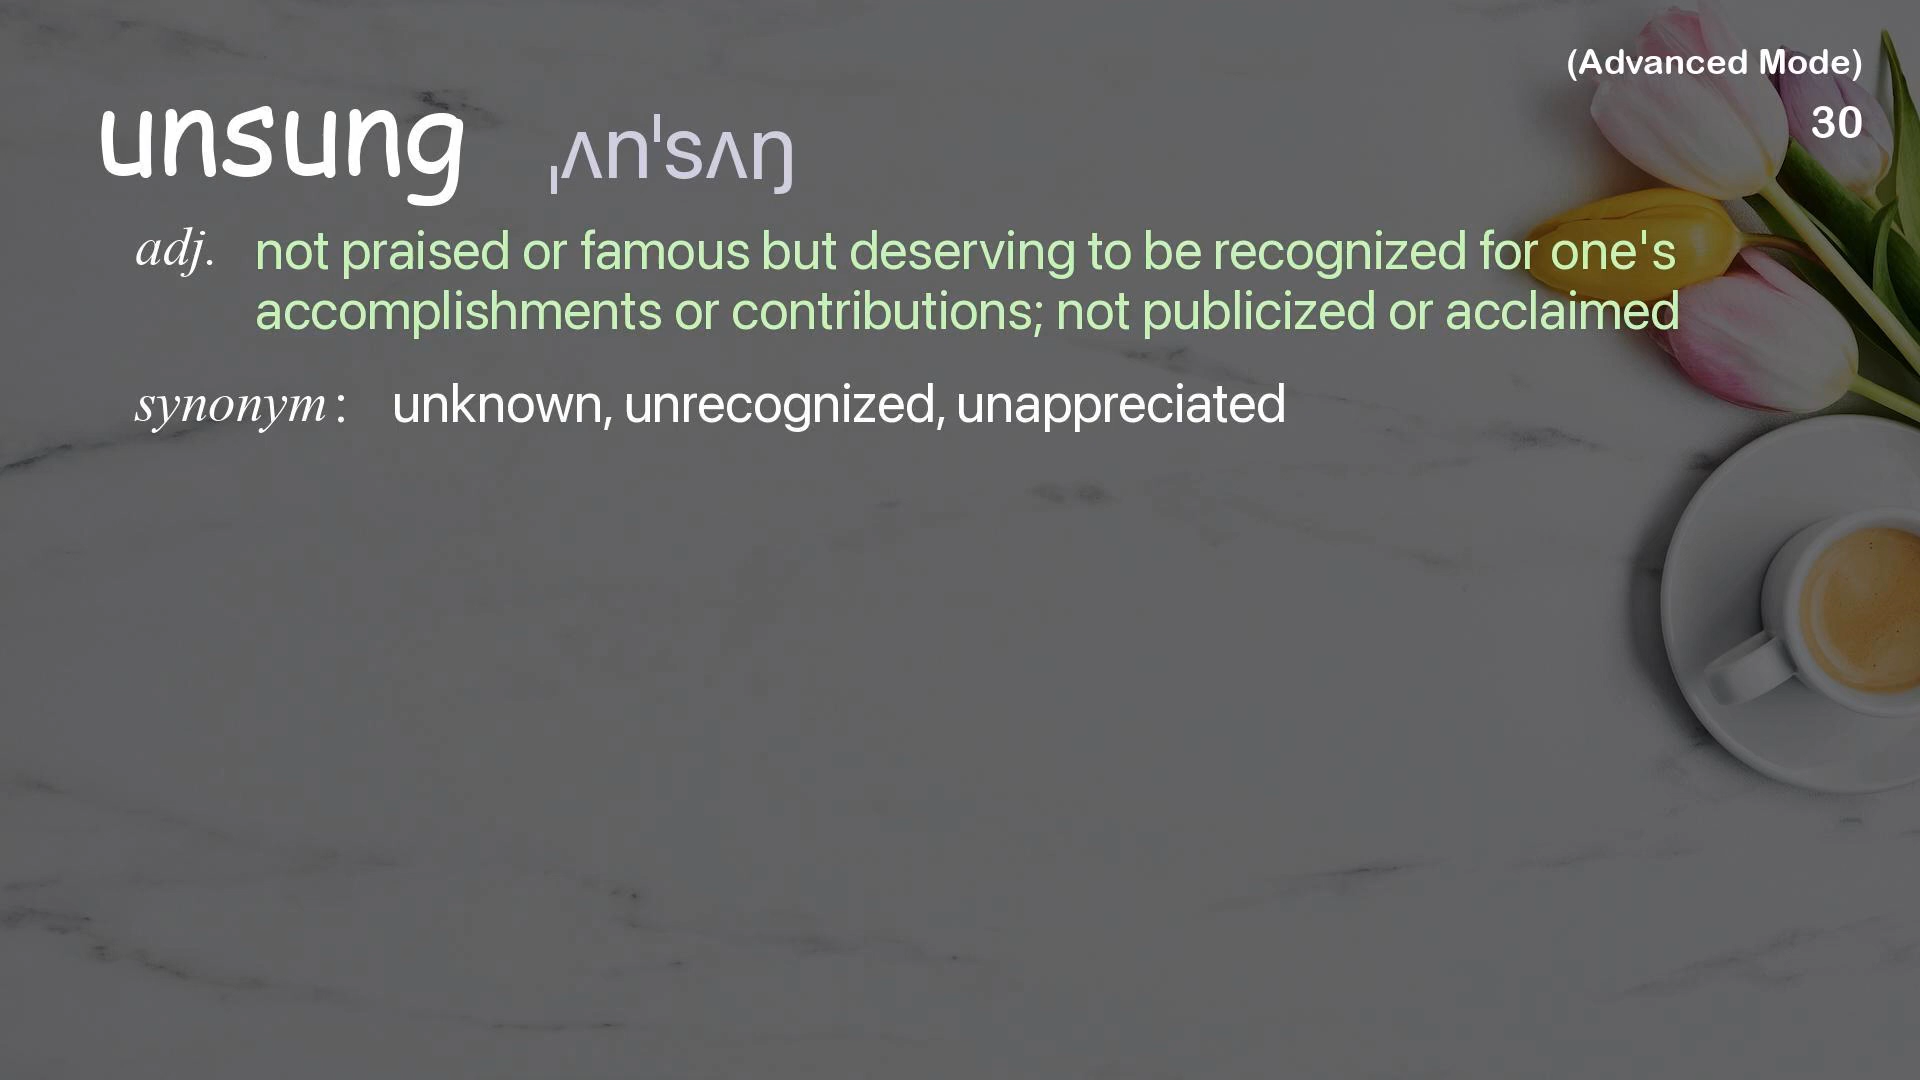 (Advanced Mode)
30
unsung ˌʌnˈsʌŋ
adj. not praised or famous but deserving to be recognized for one's
accomplishments or contributions; not publicized or acclaimed
synonym: unknown, unrecognized, unappreciated